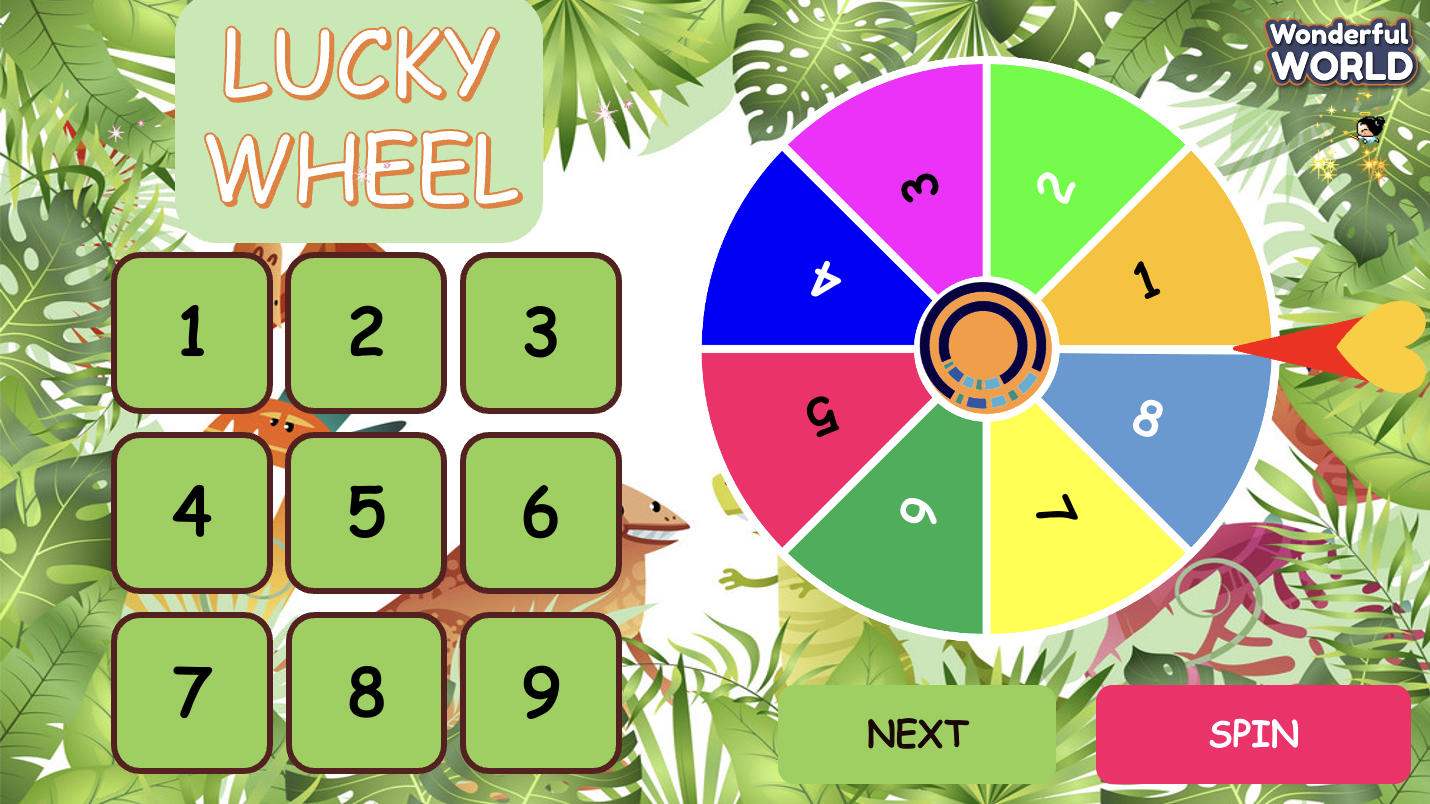 LUCKY
WHEEL
Wonderful
WORLD
1 2 3
4 5 6
7 8 9
3 2
4 1
5 8
6 7
NEXT SPIN